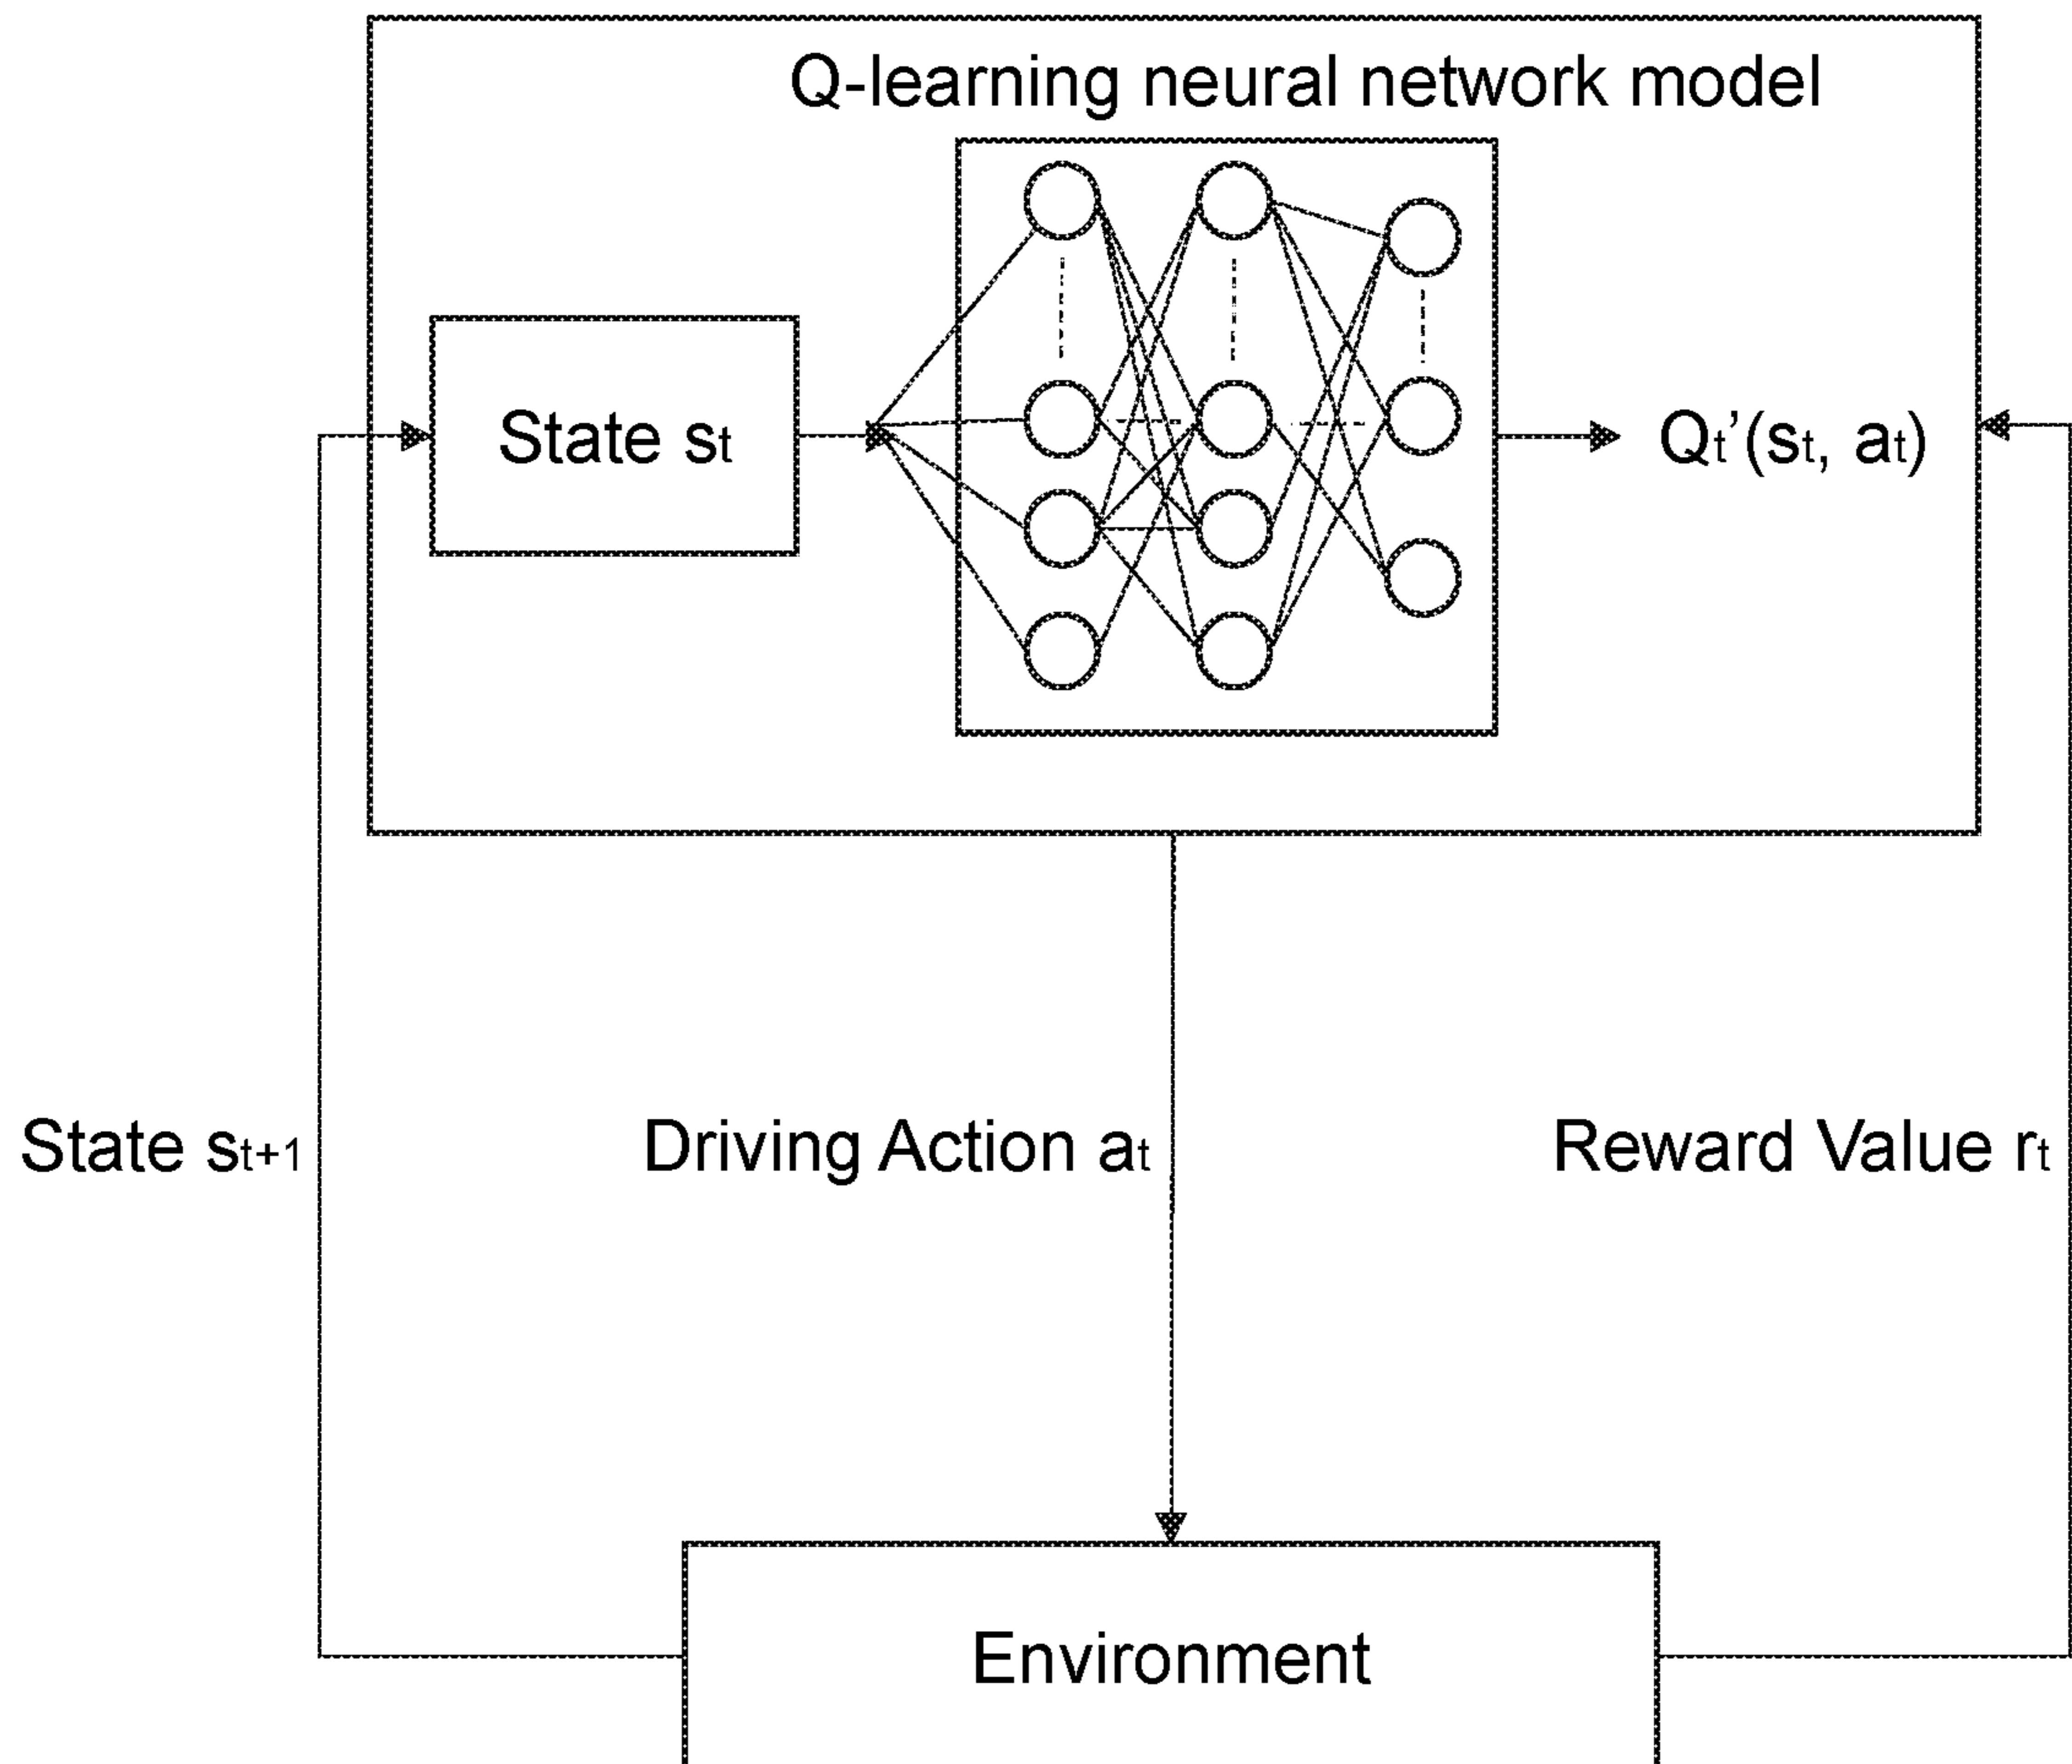 Q-learning neural network model
State st
Qt’(st, at)
State st+1
Driving Action at
Reward Value rt
Environment